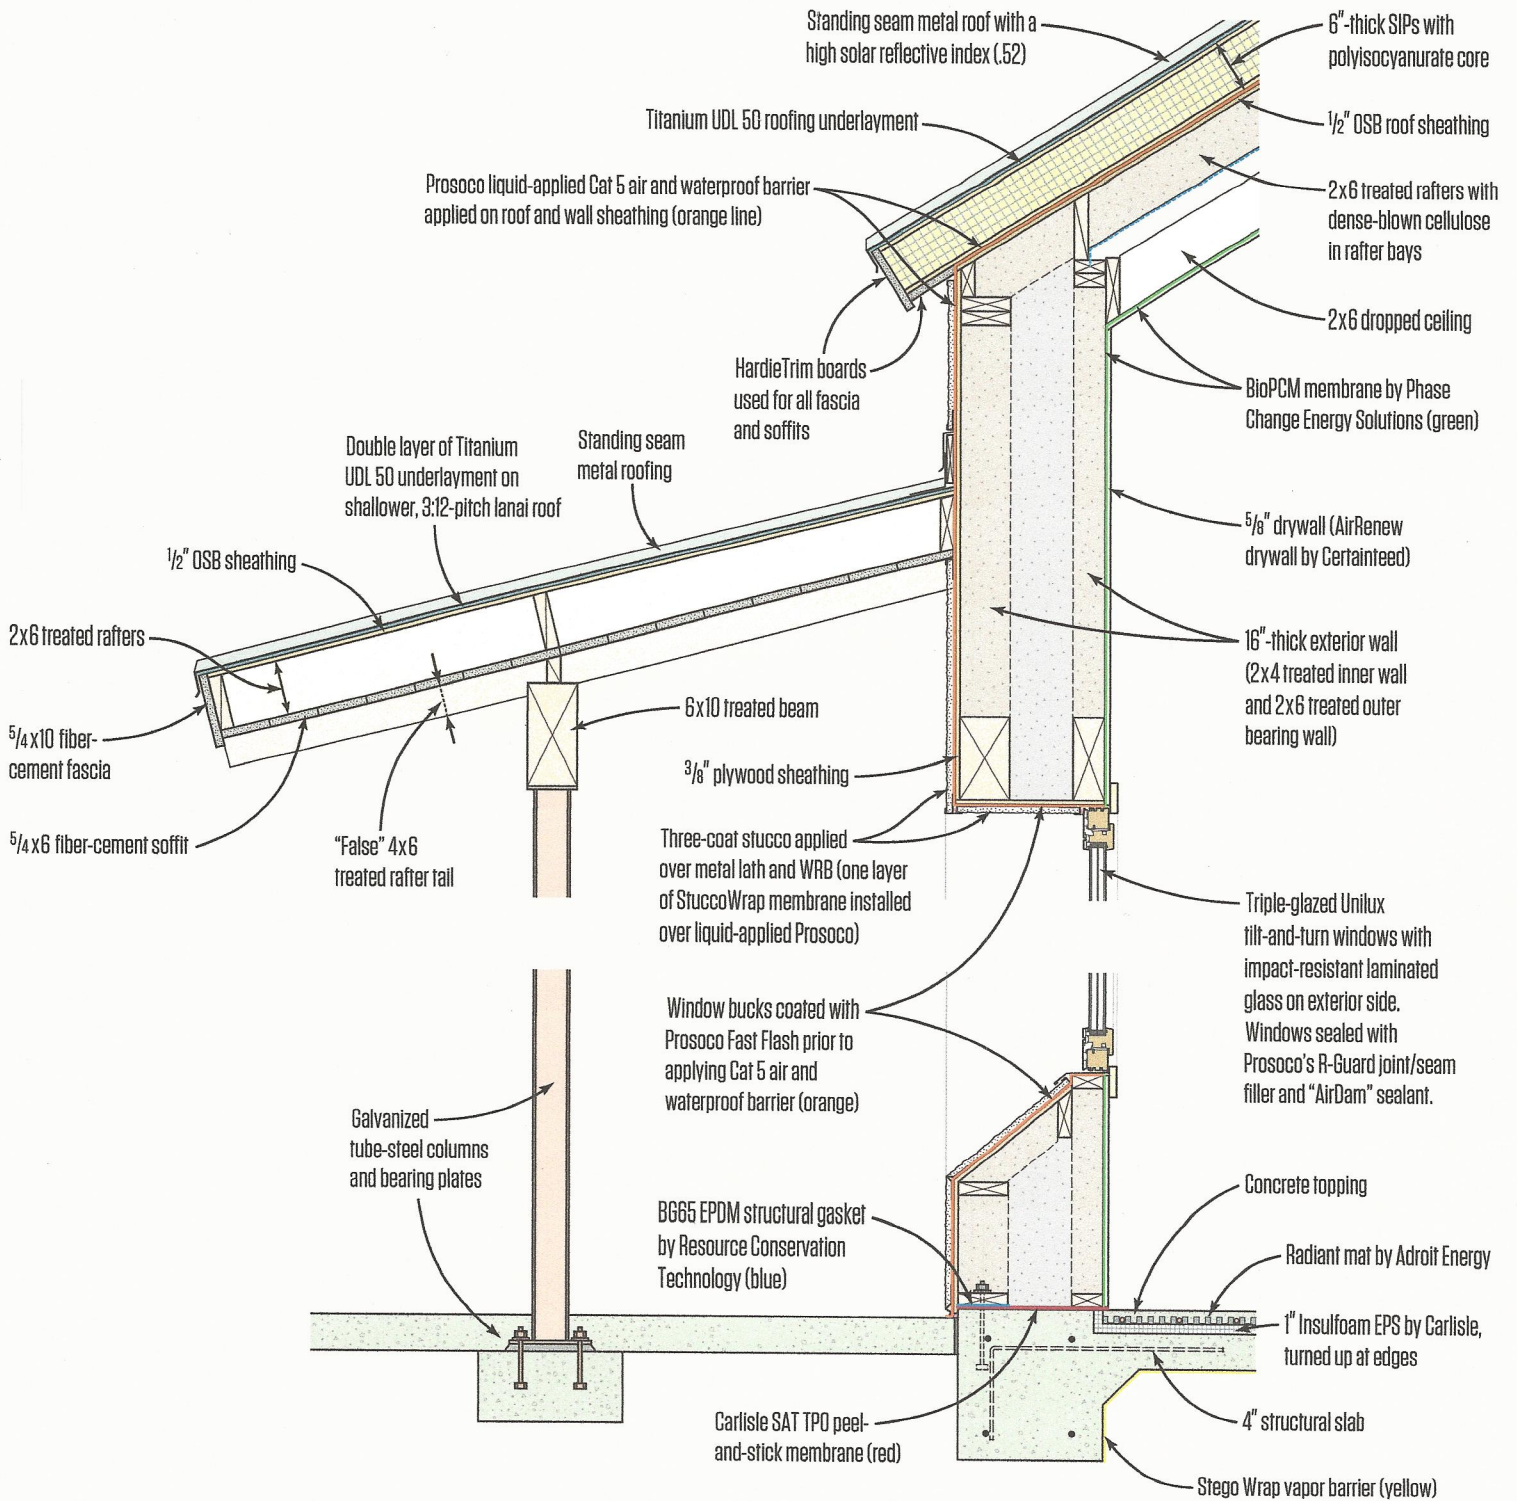 Standing seam metal roof with a
high solar reflective index (.52)
6"-thick SIPs with
polyisocyanurate core
Titanium UDL 50 roofing underlayment
1/2" OSB roof sheathing
Prosoco liquid-applied Cat 5 air and waterproof barrier
applied on roof and wall sheathing (orange line)
2x6 treated rafters with
dense-blown cellulose
in rafter bays
2x6 dropped ceiling
HardieTrim boards
used for all fascia
and soffits
BioPCM membrane by Phase
Change Energy Solutions (green)
Double layer of Titanium
UDL 50 underlayment on
shallower, 3:12-pitch lanai roof
Standing seam
metal roofing
5/8" drywall (AirRenew
drywall by Certainteed)
1/2" OSB sheathing
2x6 treated rafters
16"-thick exterior wall
(2x4 treated inner wall
and 2x6 treated outer
bearing wall)
6x10 treated beam
5/4x10 fiber-
cement fascia
3/8" plywood sheathing
5/4x6 fiber-cement soffit
"False" 4x6
treated rafter tail
Three-coat stucco applied
over metal lath and WRB (one layer
of StuccoWrap membrane installed
over liquid-applied Prosoco)
Triple-glazed Unilux
tilt-and-turn windows with
impact-resistant laminated
glass on exterior side.
Windows sealed with
Prosoco's R-Guard joint/seam
filler and "AirDam" sealant.
Window bucks coated with
Prosoco Fast Flash prior to
applying Cat 5 air and
waterproof barrier (orange)
Galvanized
tube-steel columns
and bearing plates
Concrete topping
BG65 EPDM structural gasket
by Resource Conservation
Technology (blue)
Radiant mat by Adroit Energy
1" Insulfoam EPS by Carlisle,
turned up at edges
Carlisle SAT TPO peel-
and-stick membrane (red)
4" structural slab
Stego Wrap vapor barrier (yellow)